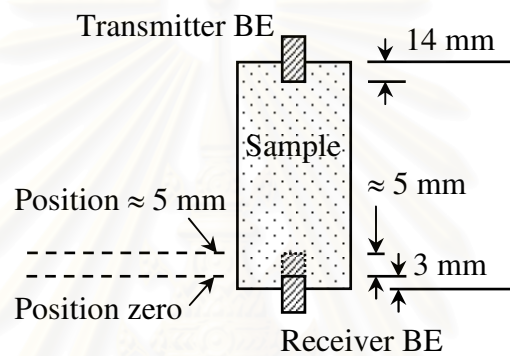 Transmitter BE
14 mm
Sample
Position ≈ 5 mm
≈ 5 mm
3 mm
Position zero
Receiver BE